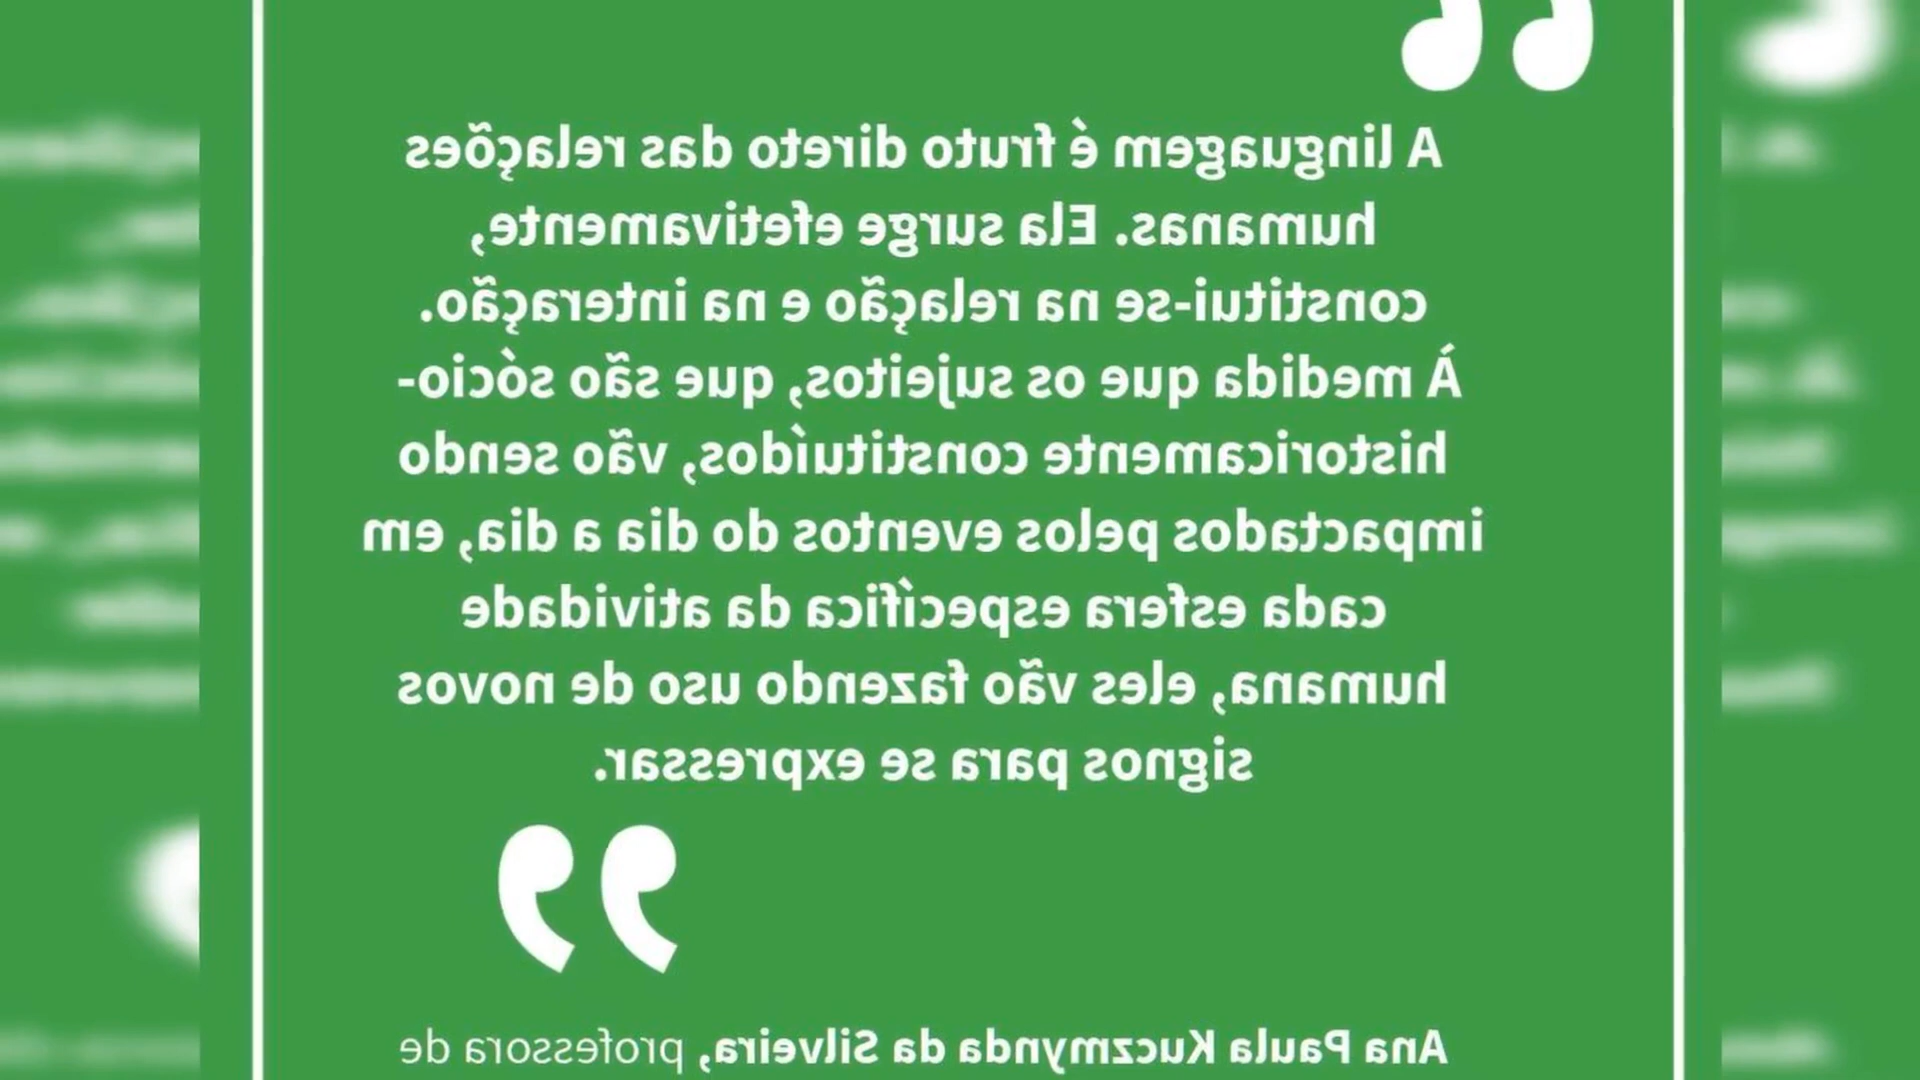 A linguagem é fruto direto das relações
humanas. Ela surge efetivamente,
constitui-se na relação e na interação.
À medida que os sujeitos, que são sócio-
historicamente constituídos, vão sendo
impactados pelos eventos do dia a dia, em
cada esfera específica da atividade
humana, eles vão fazendo uso de novos
signos para se expressar.
Ana Paula Kuczmynda da Silveira, professora de